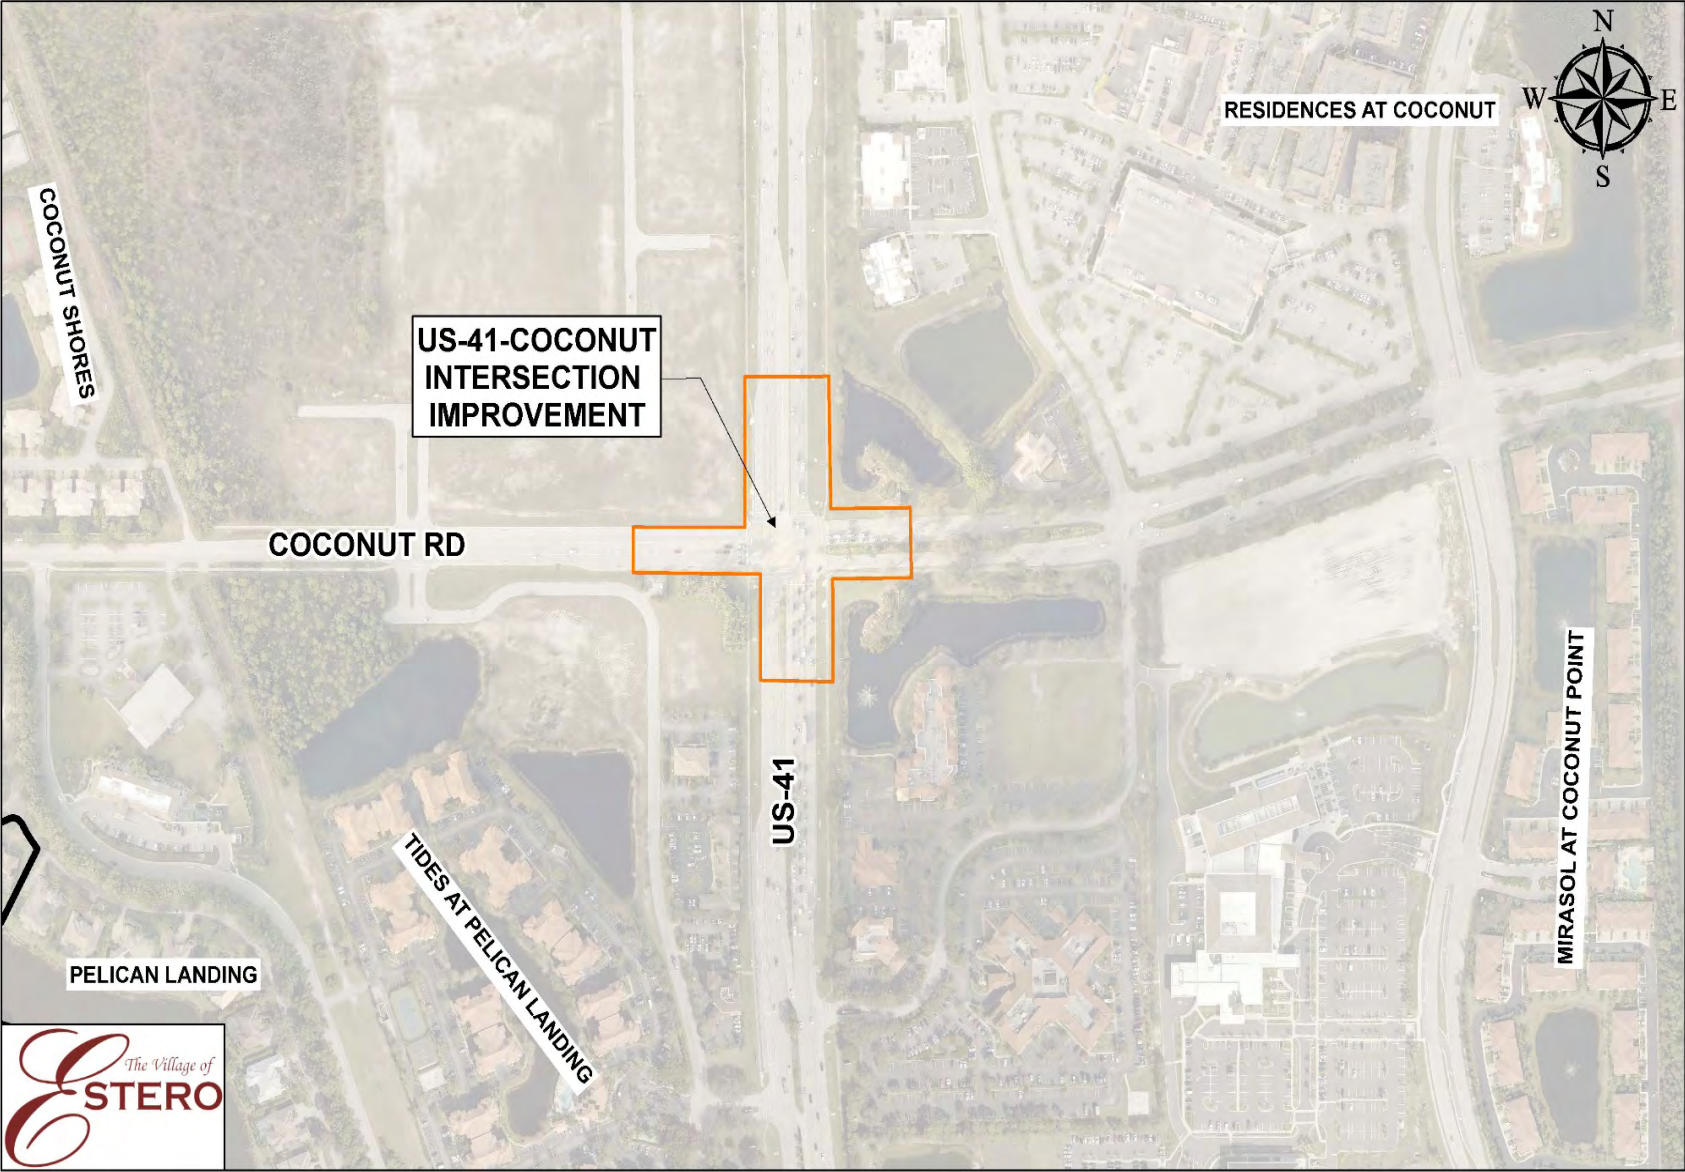 N
W
E
S
RESIDENCES AT COCONUT
COCONUT SHORES
US-41-COCONUT
INTERSECTION
IMPROVEMENT
COCONUT RD
US-41
MIRASOL AT COCONUT POINT
TIDES AT PELICAN LANDING
PELICAN LANDING
The Village of
ESTERO